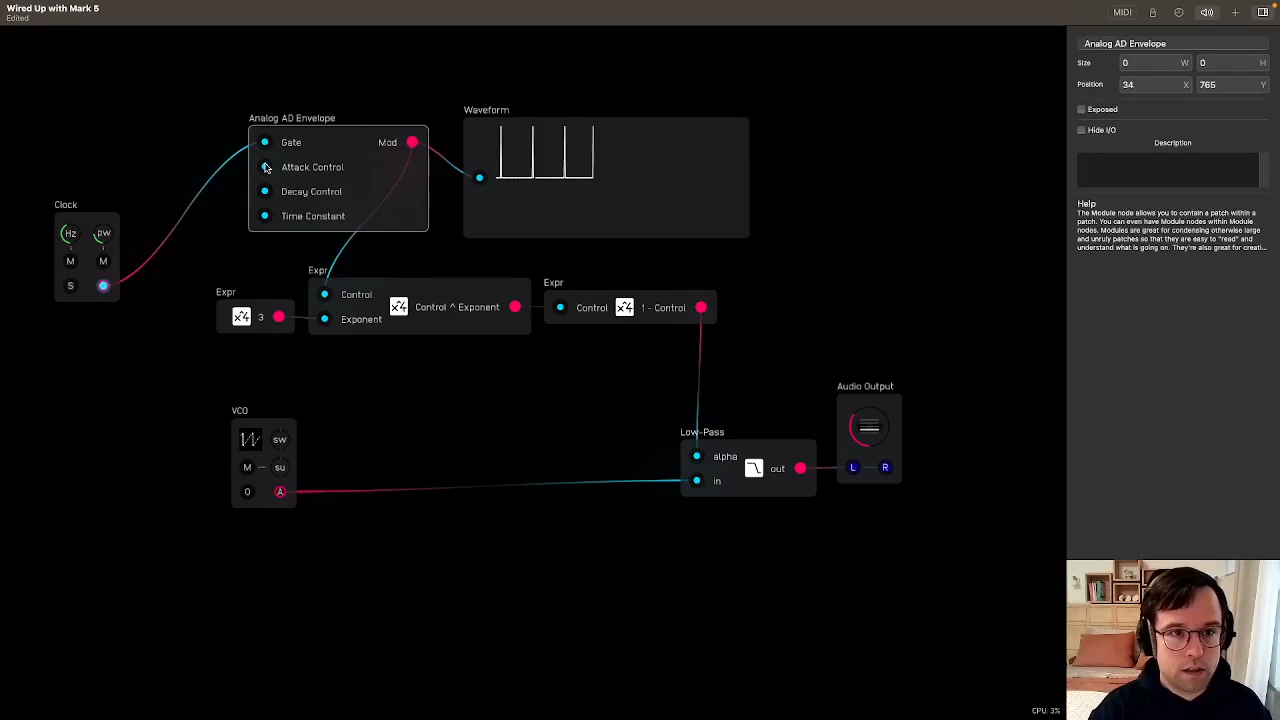 Wired Up with Mark 5
Edited
MIDI
Analog AD Envelope
Size
0
W
0
H
Position
34
X
765
Y
Exposed
Hide I/O
Description
Help
The Module node allows you to contain a patch within a
patch. You can even have Module nodes within Module
nodes. Modules are great for condensing otherwise large
and unruly patches so that they are easy to "read" and
understand what is going on. They're also great for creati...
Analog AD Envelope
Gate
Mod
Attack Control
Decay Control
Time Constant
Waveform
Clock
Hz
pw
M
M
S
Expr
3
Expr
Control
Exponent
Control ^ Exponent
Expr
Control
1 - Control
VCO
sw
M
su
0
A
Low-Pass
alpha
in
out
Audio Output
L
R
CPU: 3%